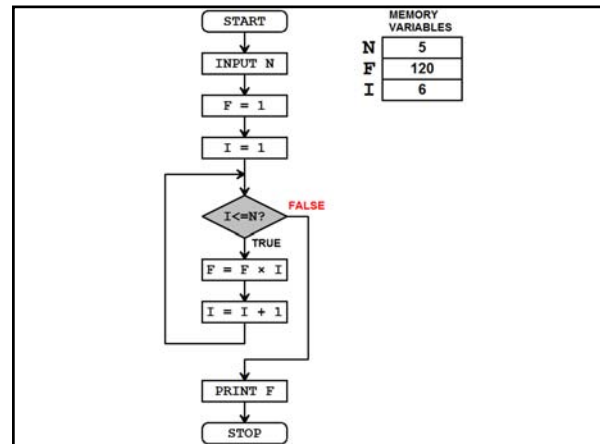 START
INPUT N
F = 1
I = 1
I<=N?
FALSE
TRUE
F = F × I
I = I + 1
PRINT F
STOP
MEMORY
VARIABLES
N 5
F 120
I 6